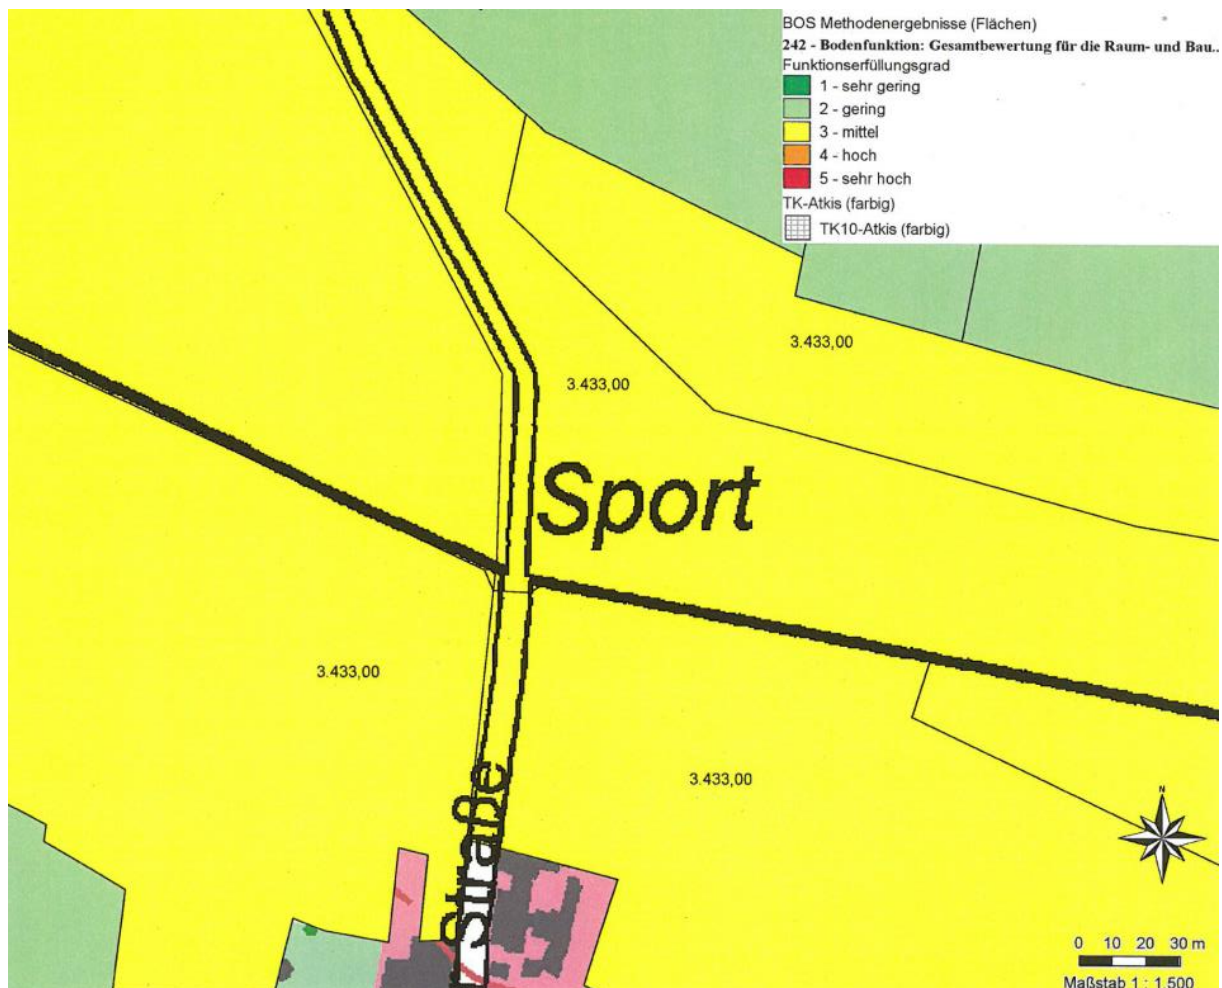 BOS Methodenergebnisse (Flächen)
242 - Bodenfunktion: Gesamtbewertung für die Raum- und Bau...
Funktionserfüllungsgrad
1 - sehr gering
2 - gering
3 - mittel
4 - hoch
5 - sehr hoch
TK-Atkis (farbig)
TK10-Atkis (farbig)
3.433,00
3.433,00
Sport
3.433,00
3.433,00
Straße
N
0 10 20 30 m
Maßstab 1 : 1.500